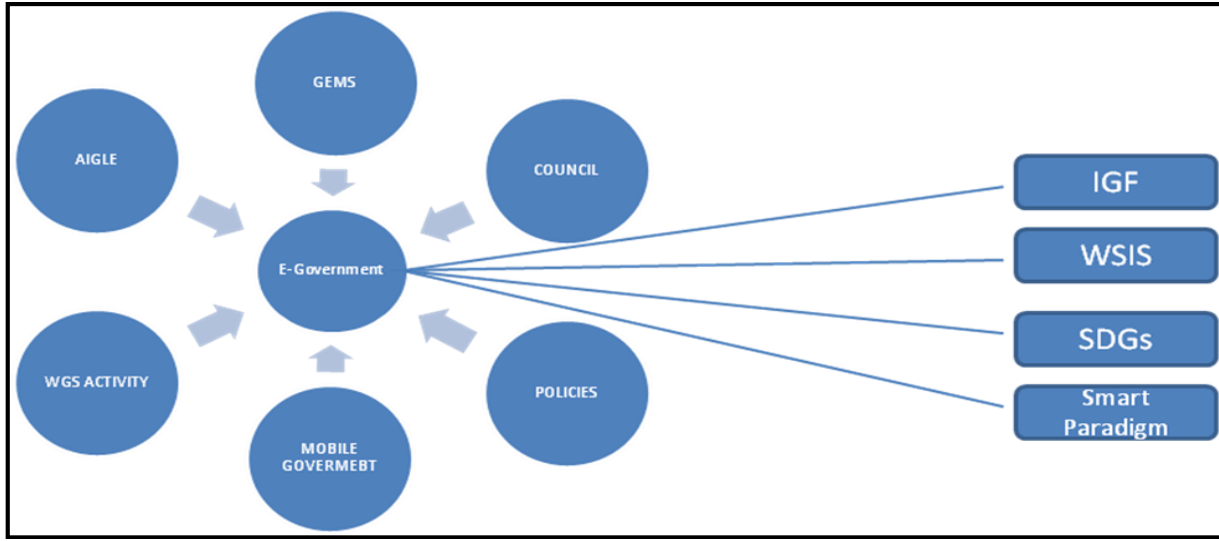 GEMS
AIGLE
COUNCIL
E-Government
WGS ACTIVITY
POLICIES
MOBILE
GOVERMEBT
IGF
WSIS
SDGs
Smart
Paradigm